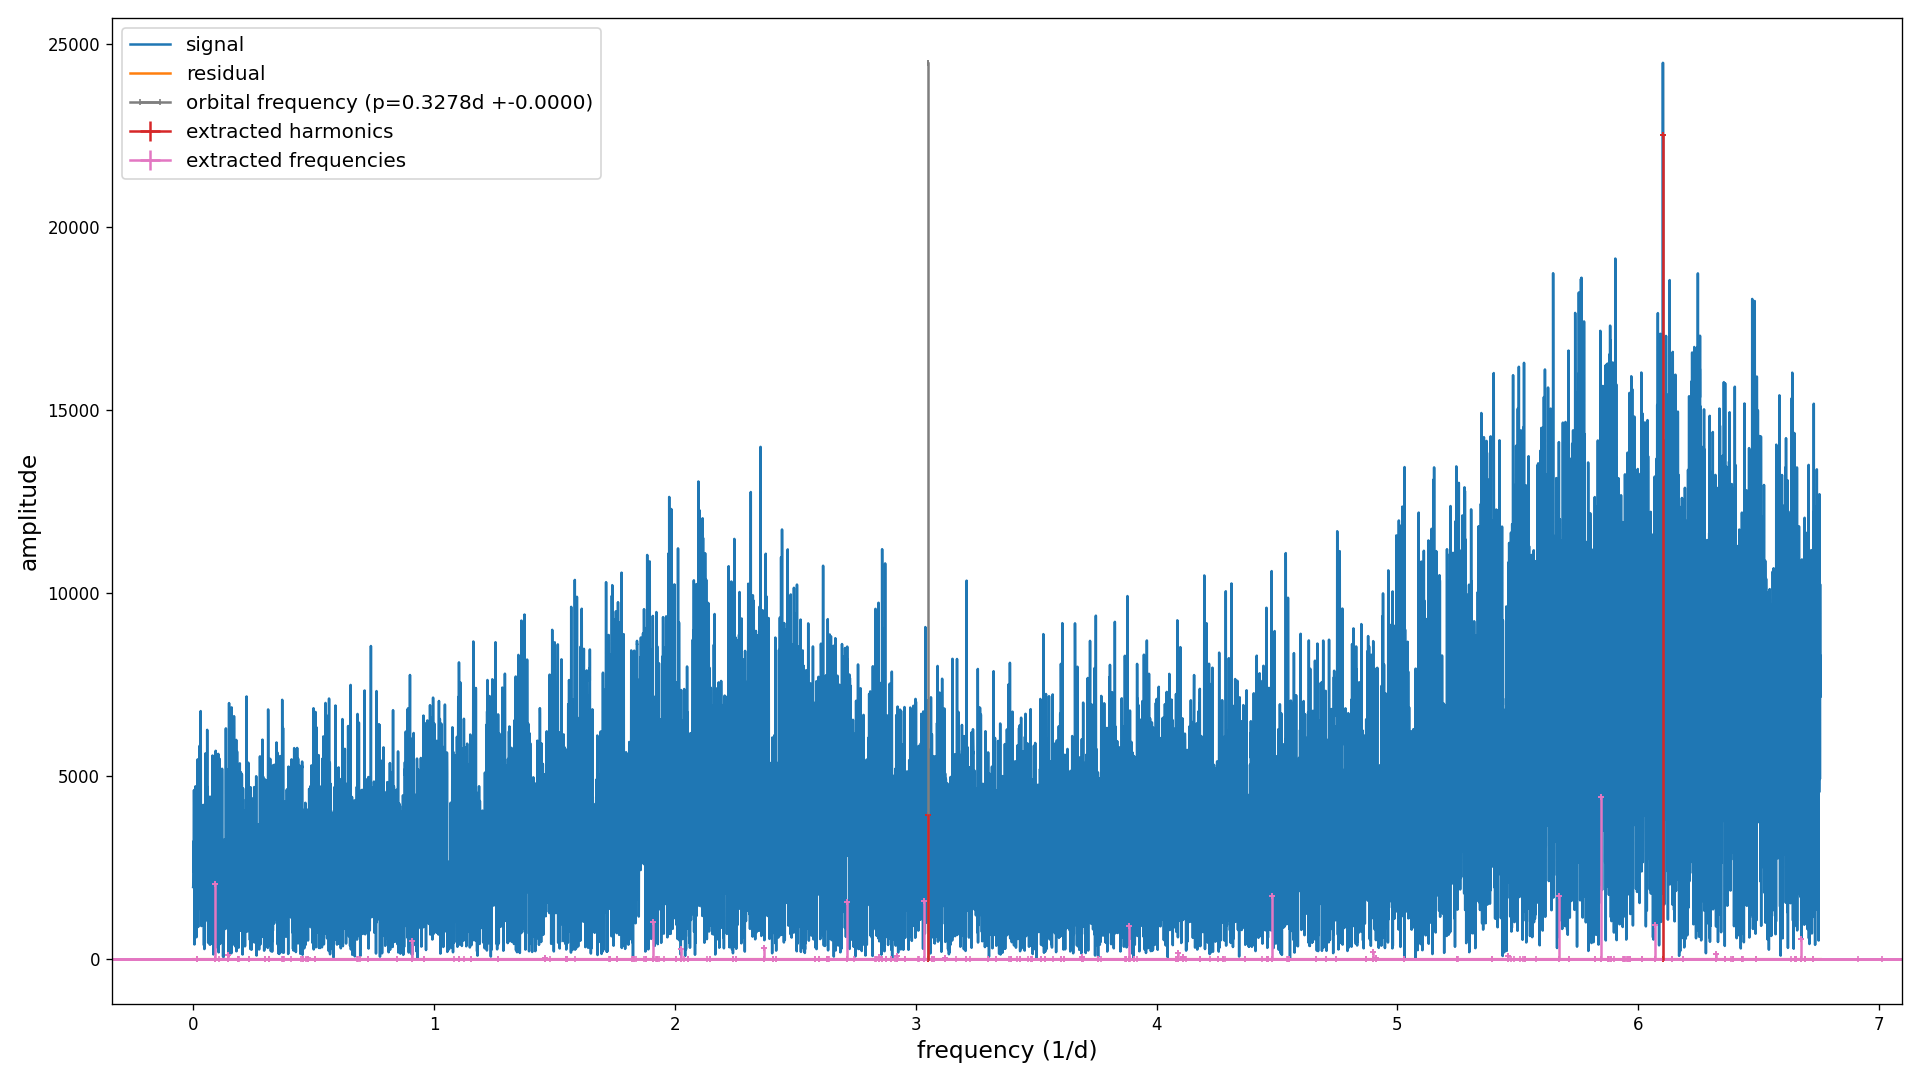 25000
20000
15000
10000
5000
0
amplitude
signal
residual
orbital frequency (p=0.3278d +-0.0000)
extracted harmonics
extracted frequencies
0 1 2 3 4 5 6 7
frequency (1/d)